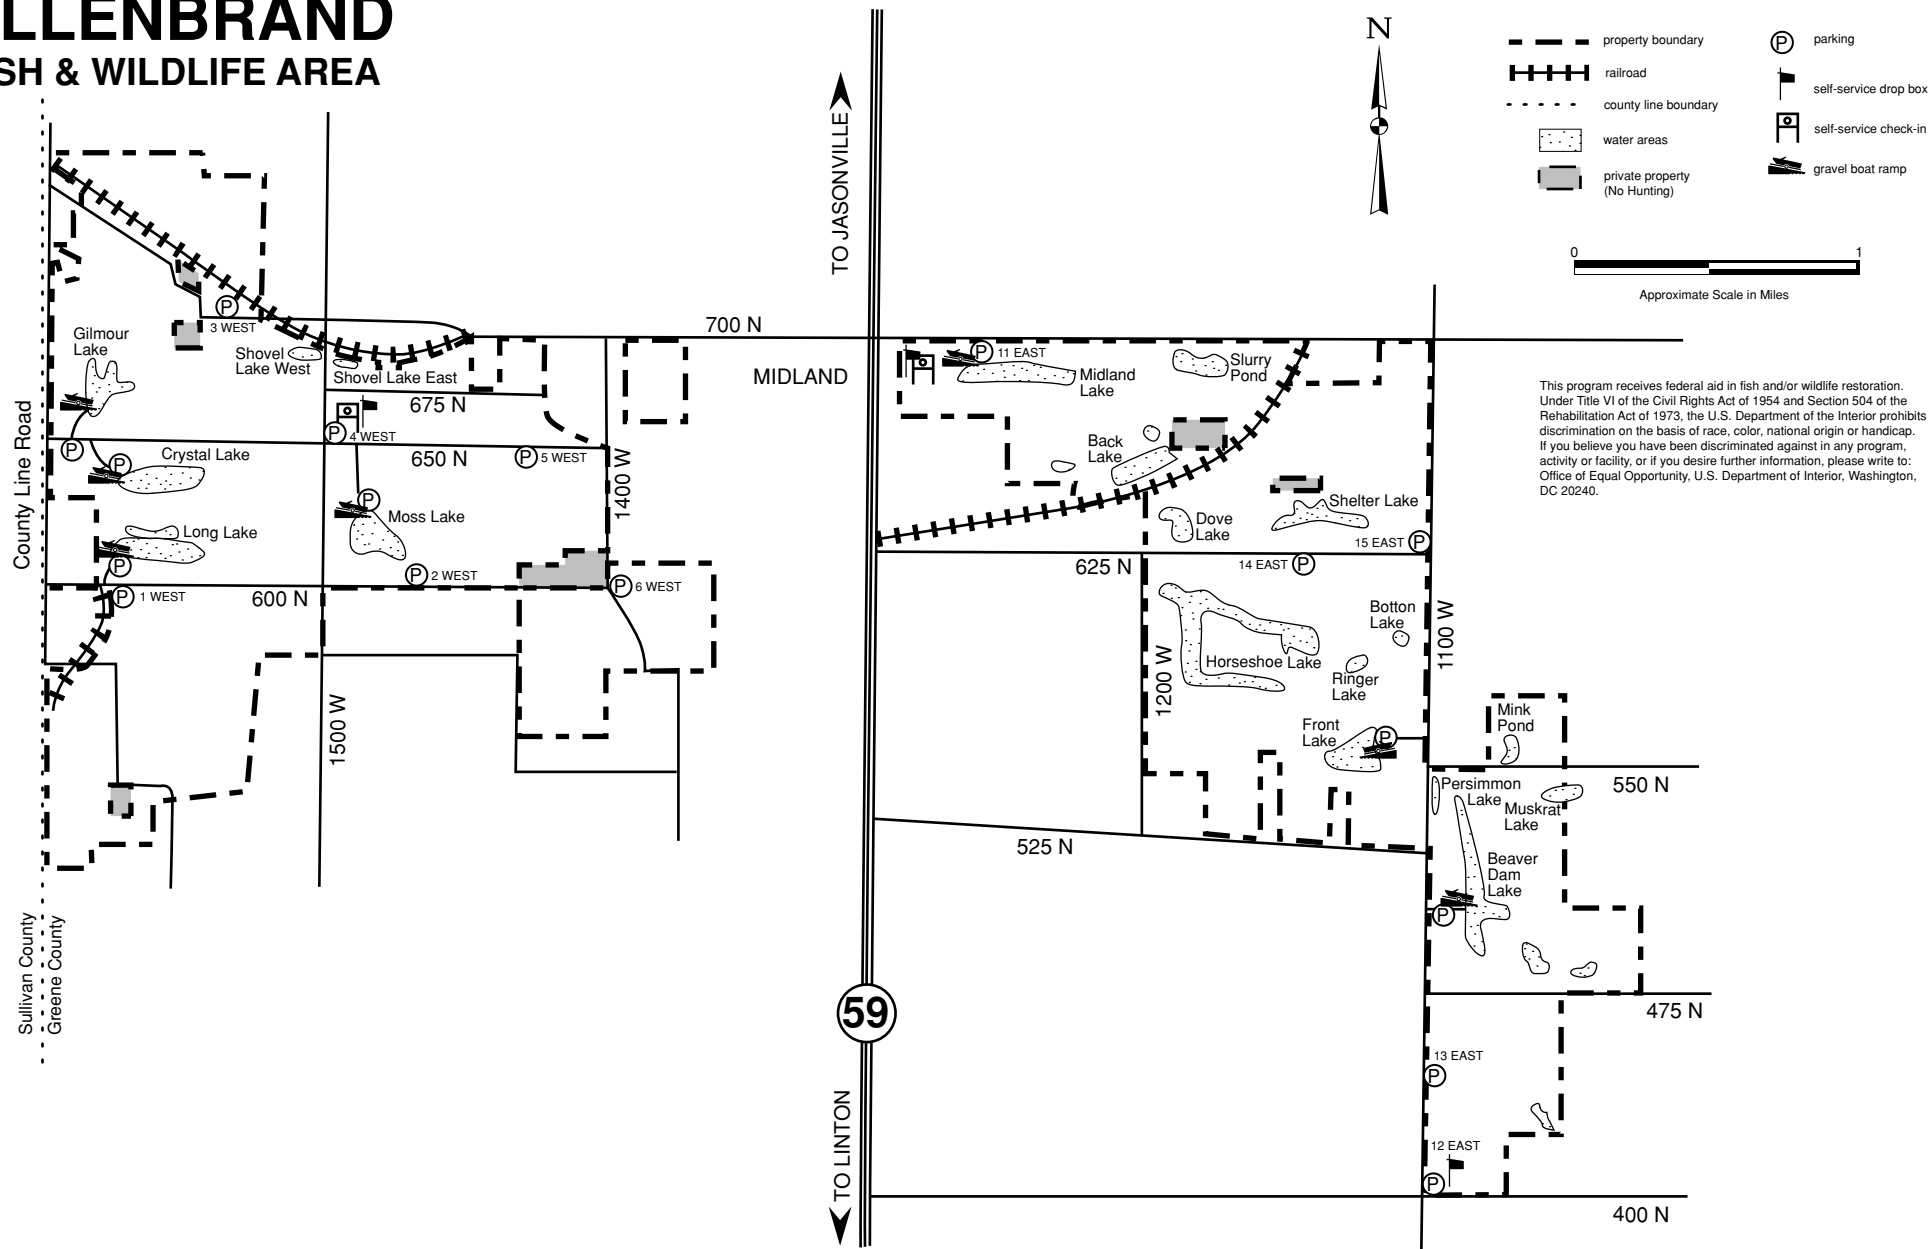 LLENBRAND
SH & WILDLIFE AREA
N
property boundary
railroad
county line boundary
water areas
private property
(No Hunting)
P
parking
self-service drop box
self-service check-in
gravel boat ramp
0
1
Approximate Scale in Miles
TO JASONVILLE
700 N
MIDLAND
P
3 WEST
Gilmour
Lake
Shovel
Lake West
Shovel Lake East
675 N
P
4 WEST
650 N
P
5 WEST
1400 W
P
P
Crystal Lake
P
Moss Lake
Long Lake
P
P
1 WEST
600 N
P
2 WEST
P
6 WEST
County Line Road
1500 W
Sullivan County
Greene County
P
11 EAST
Midland
Lake
Slurry
Pond
Back
Lake
Dove
Lake
Shelter Lake
15 EAST
P
625 N
14 EAST
P
Botton
Lake
1100 W
1200 W
Horseshoe Lake
Ringer
Lake
Front
Lake
P
Mink
Pond
550 N
Persimmon
Lake
Muskrat
Lake
525 N
Beaver
Dam
Lake
P
475 N
59
13 EAST
P
12 EAST
P
400 N
TO LINTON
This program receives federal aid in fish and/or wildlife restoration.
Under Title VI of the Civil Rights Act of 1954 and Section 504 of the
Rehabilitation Act of 1973, the U.S. Department of the Interior prohibits
discrimination on the basis of race, color, national origin or handicap.
If you believe you have been discriminated against in any program,
activity or facility, or if you desire further information, please write to:
Office of Equal Opportunity, U.S. Department of Interior, Washington,
DC 20240.